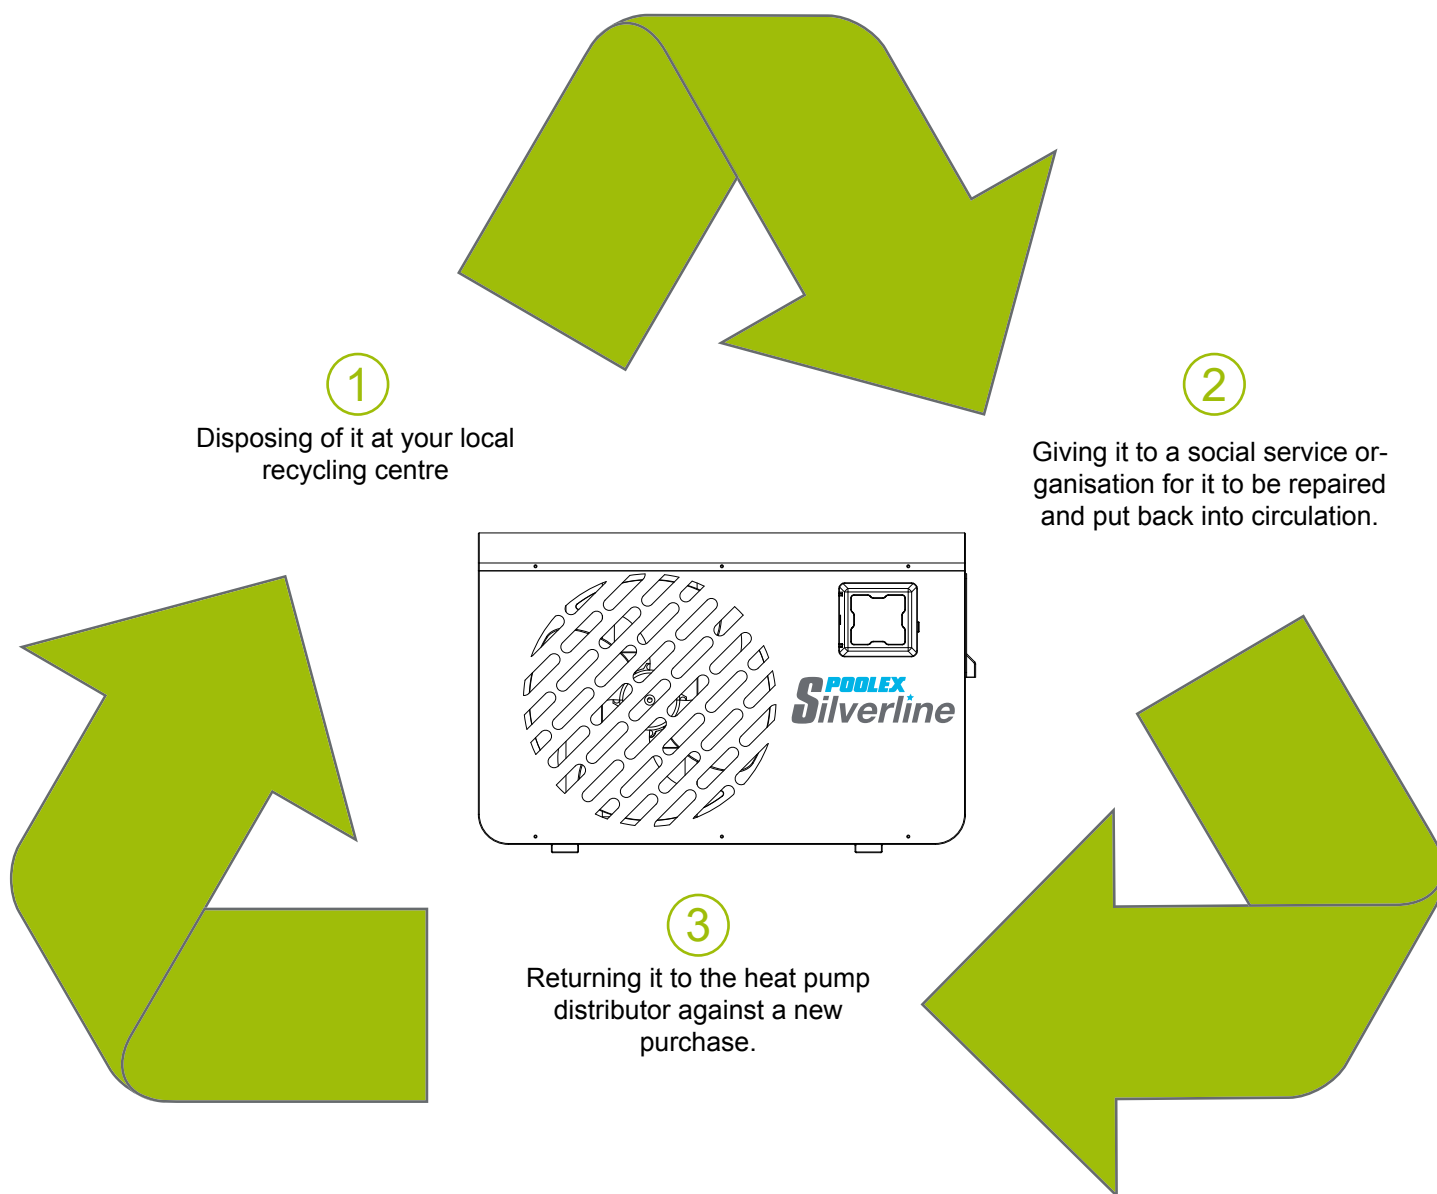 1
Disposing of it at your local
recycling centre
2
Giving it to a social service or-
ganisation for it to be repaired
and put back into circulation.
POOLEX
Silverline
3
Returning it to the heat pump
distributor against a new
purchase.